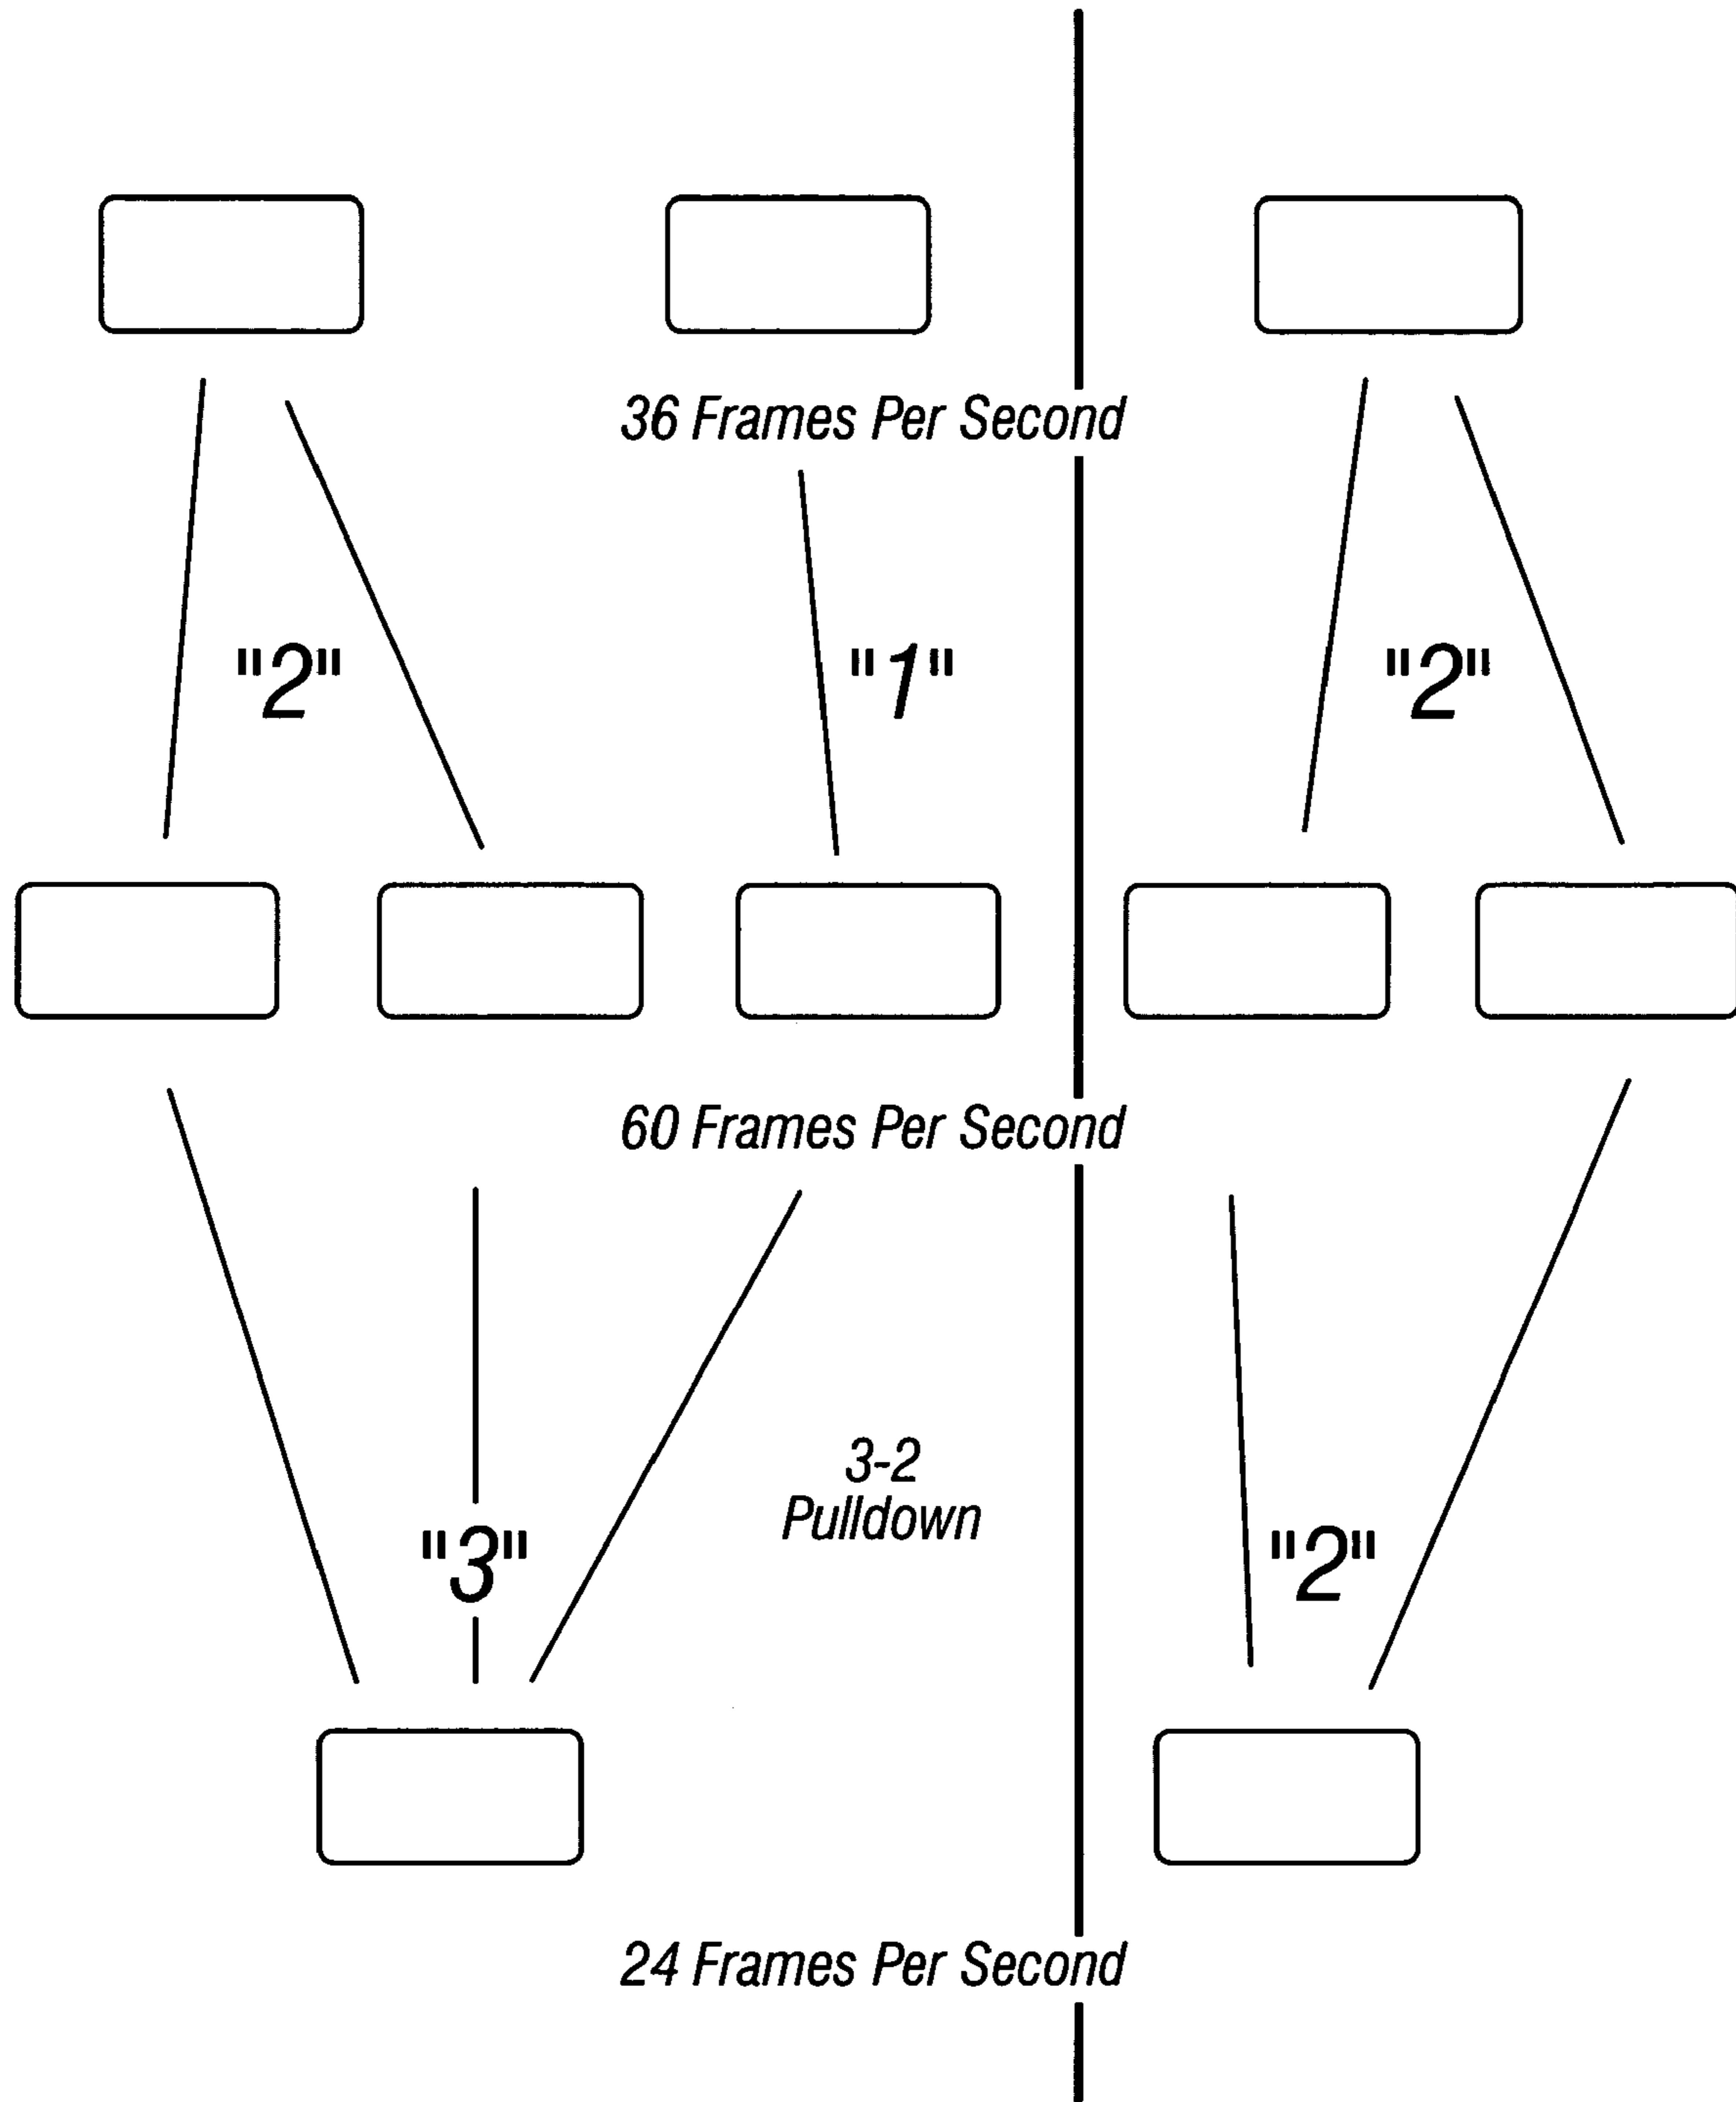 36 Frames Per Second
"2"
"1"
"2"
60 Frames Per Second
3-2
Pulldown
"3"
"2"
24 Frames Per Second